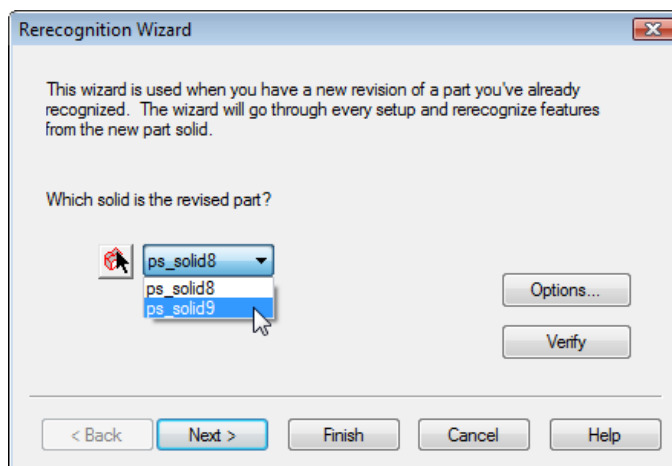 Rerecognition Wizard
This wizard is used when you have a new revision of a part you've already
recognized. The wizard will go through every setup and rerecognize features
from the new part solid.
Which solid is the revised part?
ps_solid8
ps_solid8
ps_solid9
Options...
Verify
< Back Next > Finish Cancel Help